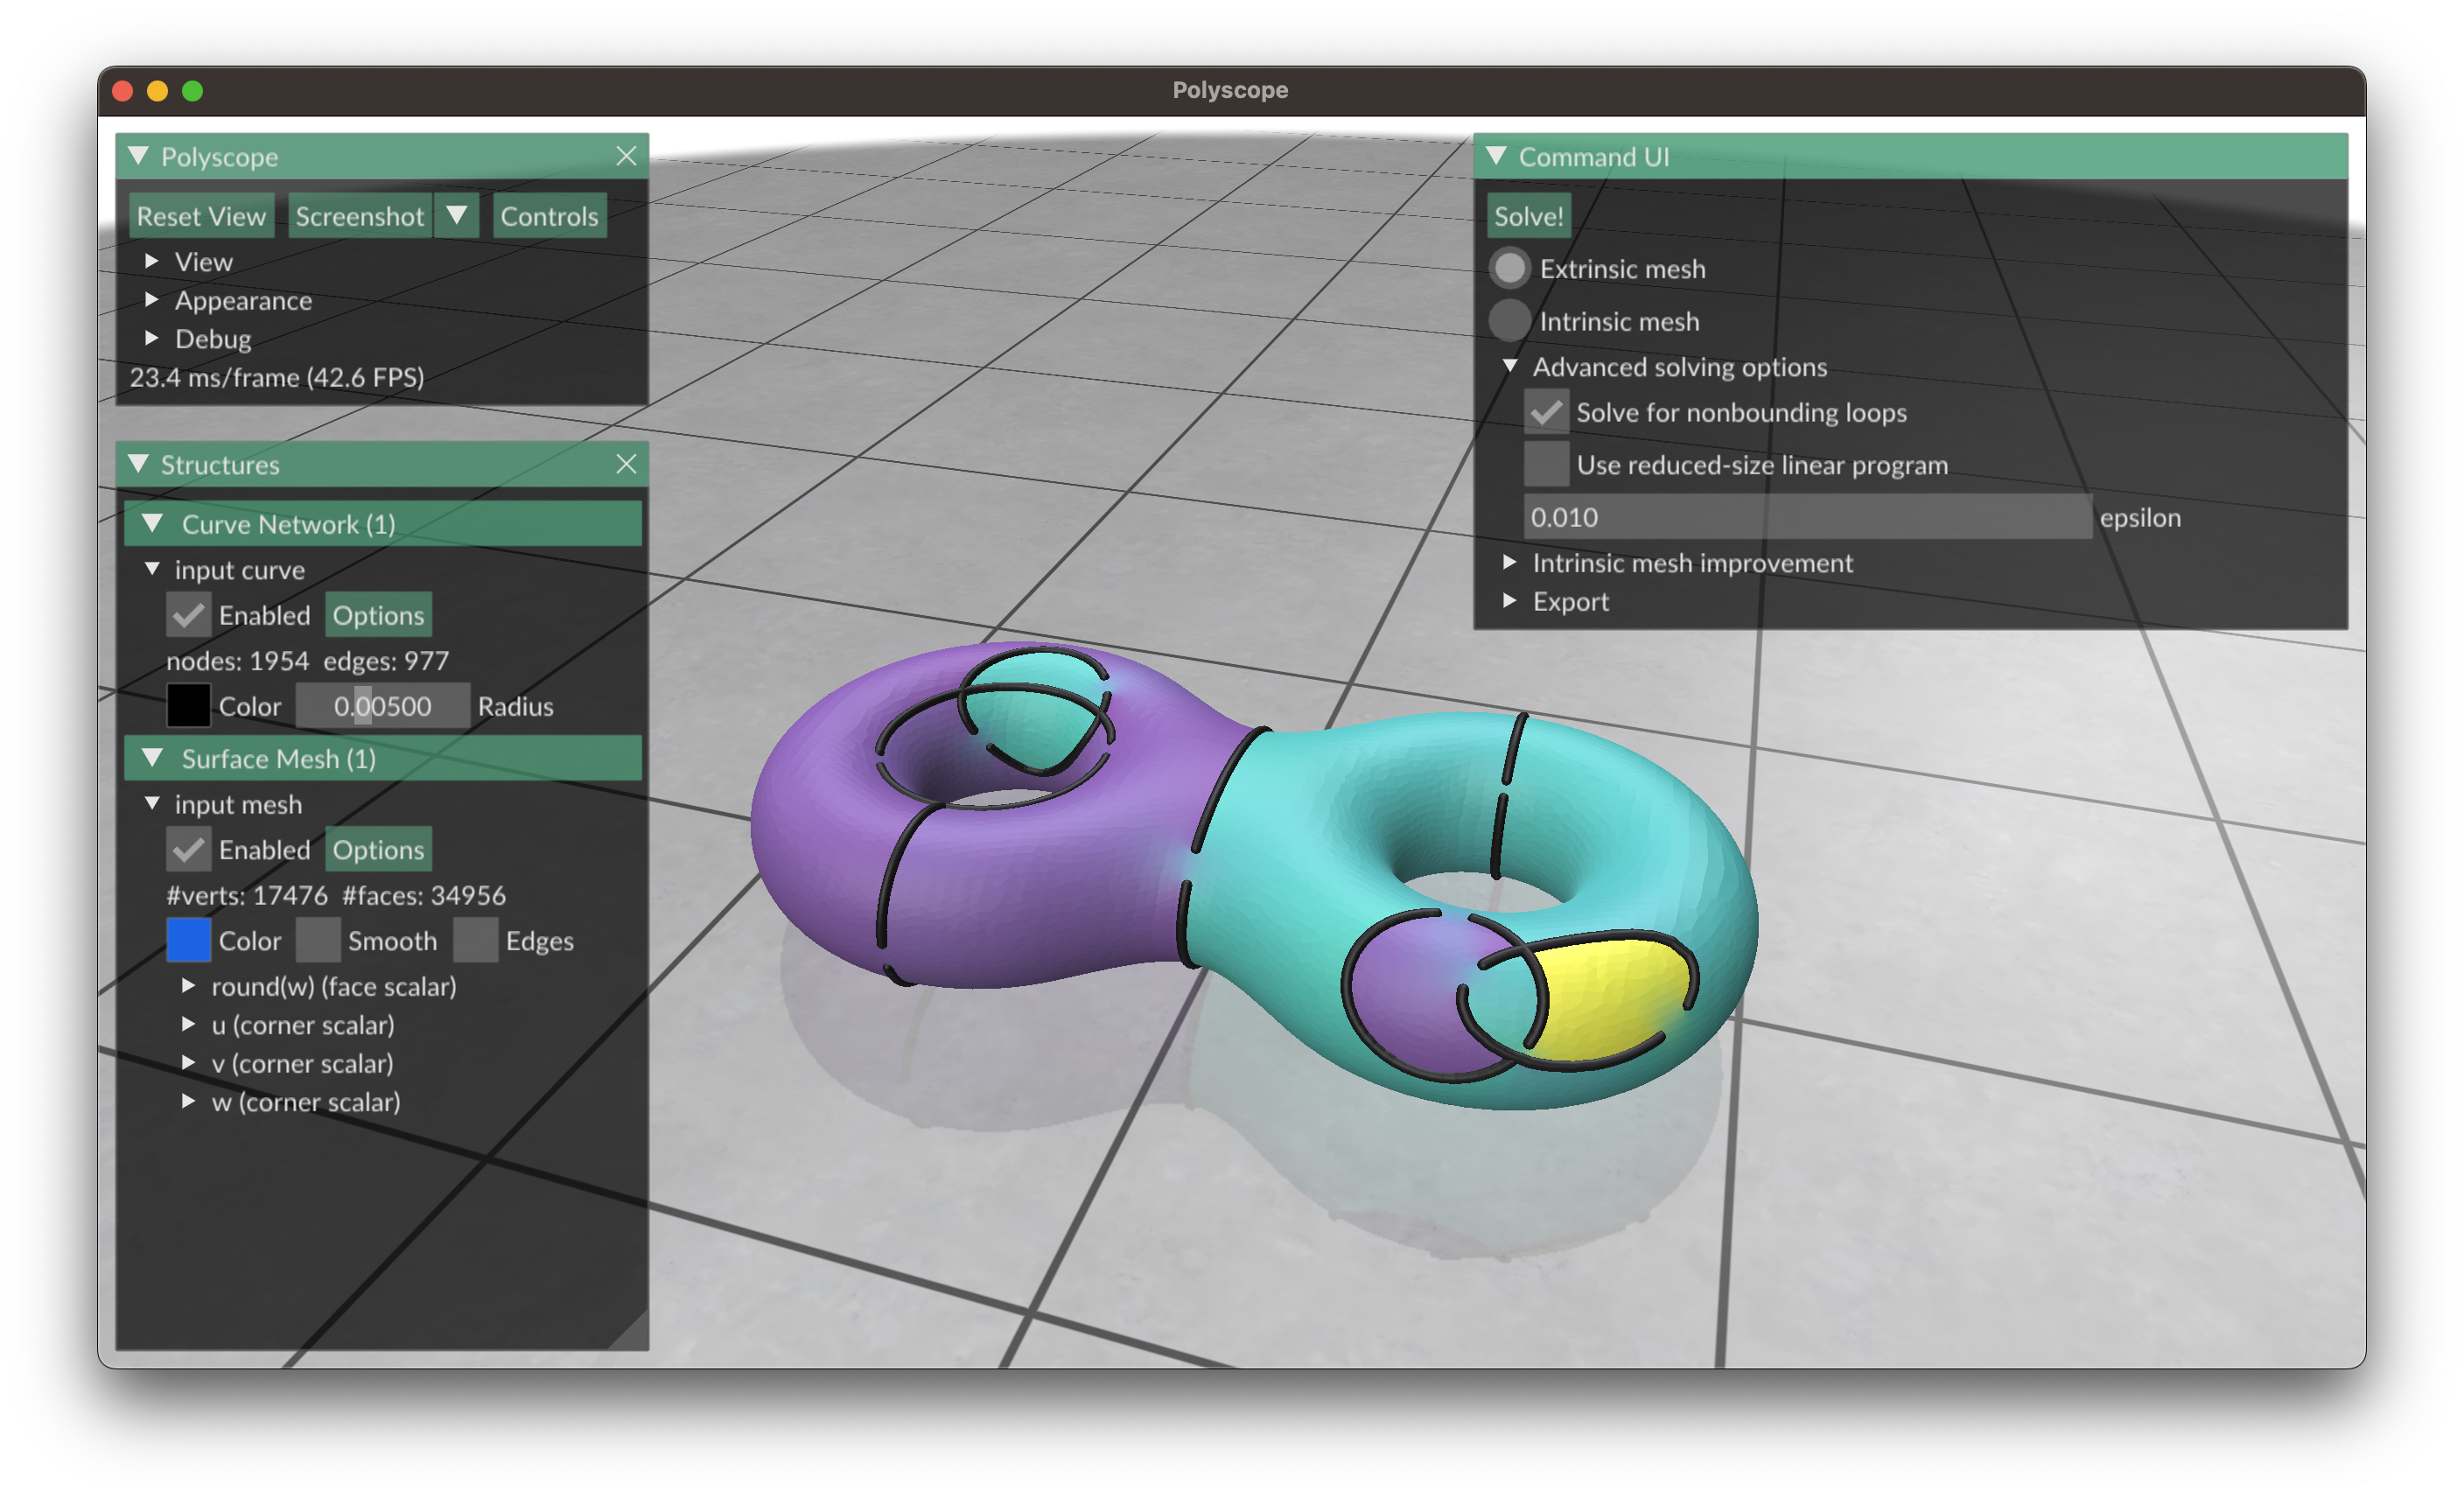 Polyscope
Polyscope
Reset View Screenshot Controls
View
Appearance
Debug
23.4 ms/frame (42.6 FPS)
Structures
Curve Network (1)
input curve
Enabled Options
nodes: 1954 edges: 977
Color 0.00500 Radius
Surface Mesh (1)
input mesh
Enabled Options
#verts: 17476 #faces: 34956
Color Smooth Edges
round(w) (face scalar)
u (corner scalar)
v (corner scalar)
w (corner scalar)
Command UI
Solve!
Extrinsic mesh
Intrinsic mesh
Advanced solving options
Solve for nonbounding loops
Use reduced-size linear program
0.010 epsilon
Intrinsic mesh improvement
Export